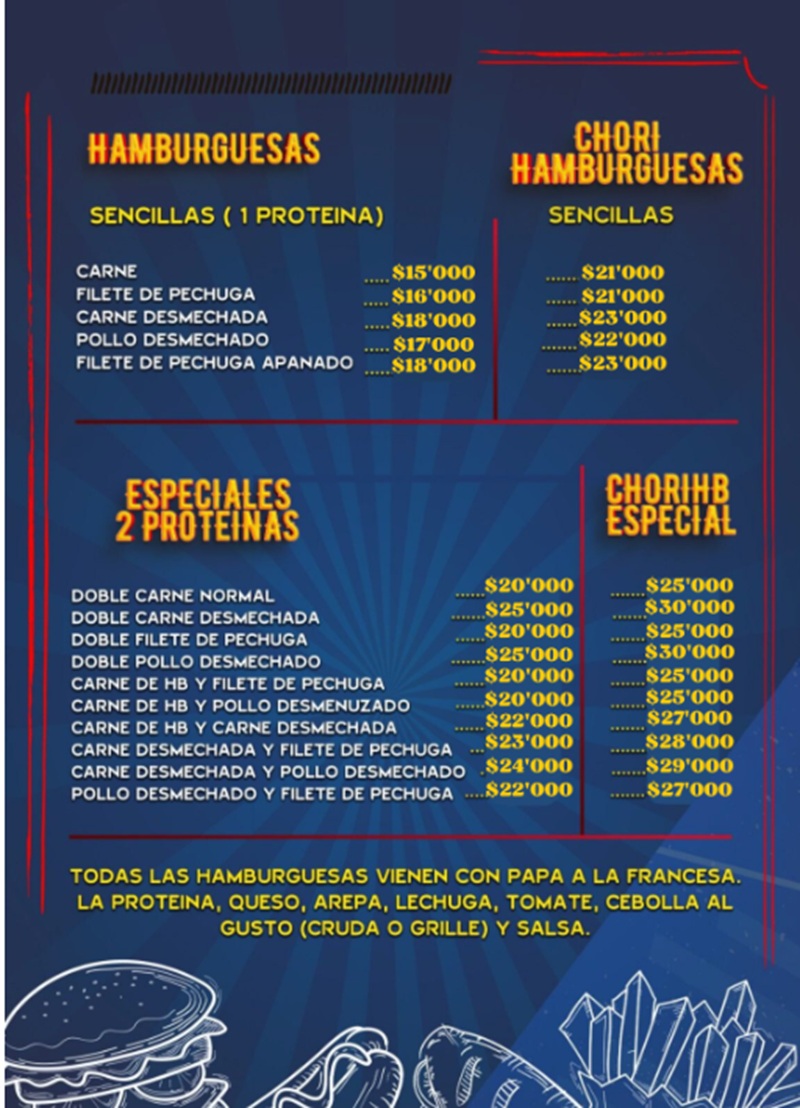 HAMBURGUESAS
CHORI
HAMBURGUESAS
SENCILLAS ( 1 PROTEINA)
SENCILLAS
CARNE .....$15'000 ......$21'000
FILETE DE PECHUGA .....$16'000 ......$21'000
CARNE DESMECHADA .....$18'000 ......$23'000
POLLO DESMECHADO .....$17'000 .......$22'000
FILETE DE PECHUGA APANADO .....$18'000 .......$23'000
ESPECIALES
2 PROTEINAS
CHORIHB
ESPECIAL
DOBLE CARNE NORMAL ......$20'000 .......$25'000
DOBLE CARNE DESMECHADA .......$25'000 .......$30'000
DOBLE FILETE DE PECHUGA ......$20'000 .......$25'000
DOBLE POLLO DESMECHADO .......$25'000 .......$30'000
CARNE DE HB Y FILETE DE PECHUGA ......$20'000 .......$25'000
CARNE DE HB Y POLLO DESMENUZADO ......$20'000 .......$25'000
CARNE DE HB Y CARNE DESMECHADA ......$22'000 .......$27'000
CARNE DESMECHADA Y FILETE DE PECHUGA ...$23'000 .......$28'000
CARNE DESMECHADA Y POLLO DESMECHADO .$24'000 .......$29'000
POLLO DESMECHADO Y FILETE DE PECHUGA .....$22'000 .......$27'000
TODAS LAS HAMBURGUESAS VIENEN CON PAPA A LA FRANCESA.
LA PROTEINA, QUESO, AREPA, LECHUGA, TOMATE, CEBOLLA AL
GUSTO (CRUDA O GRILLE) Y SALSA.